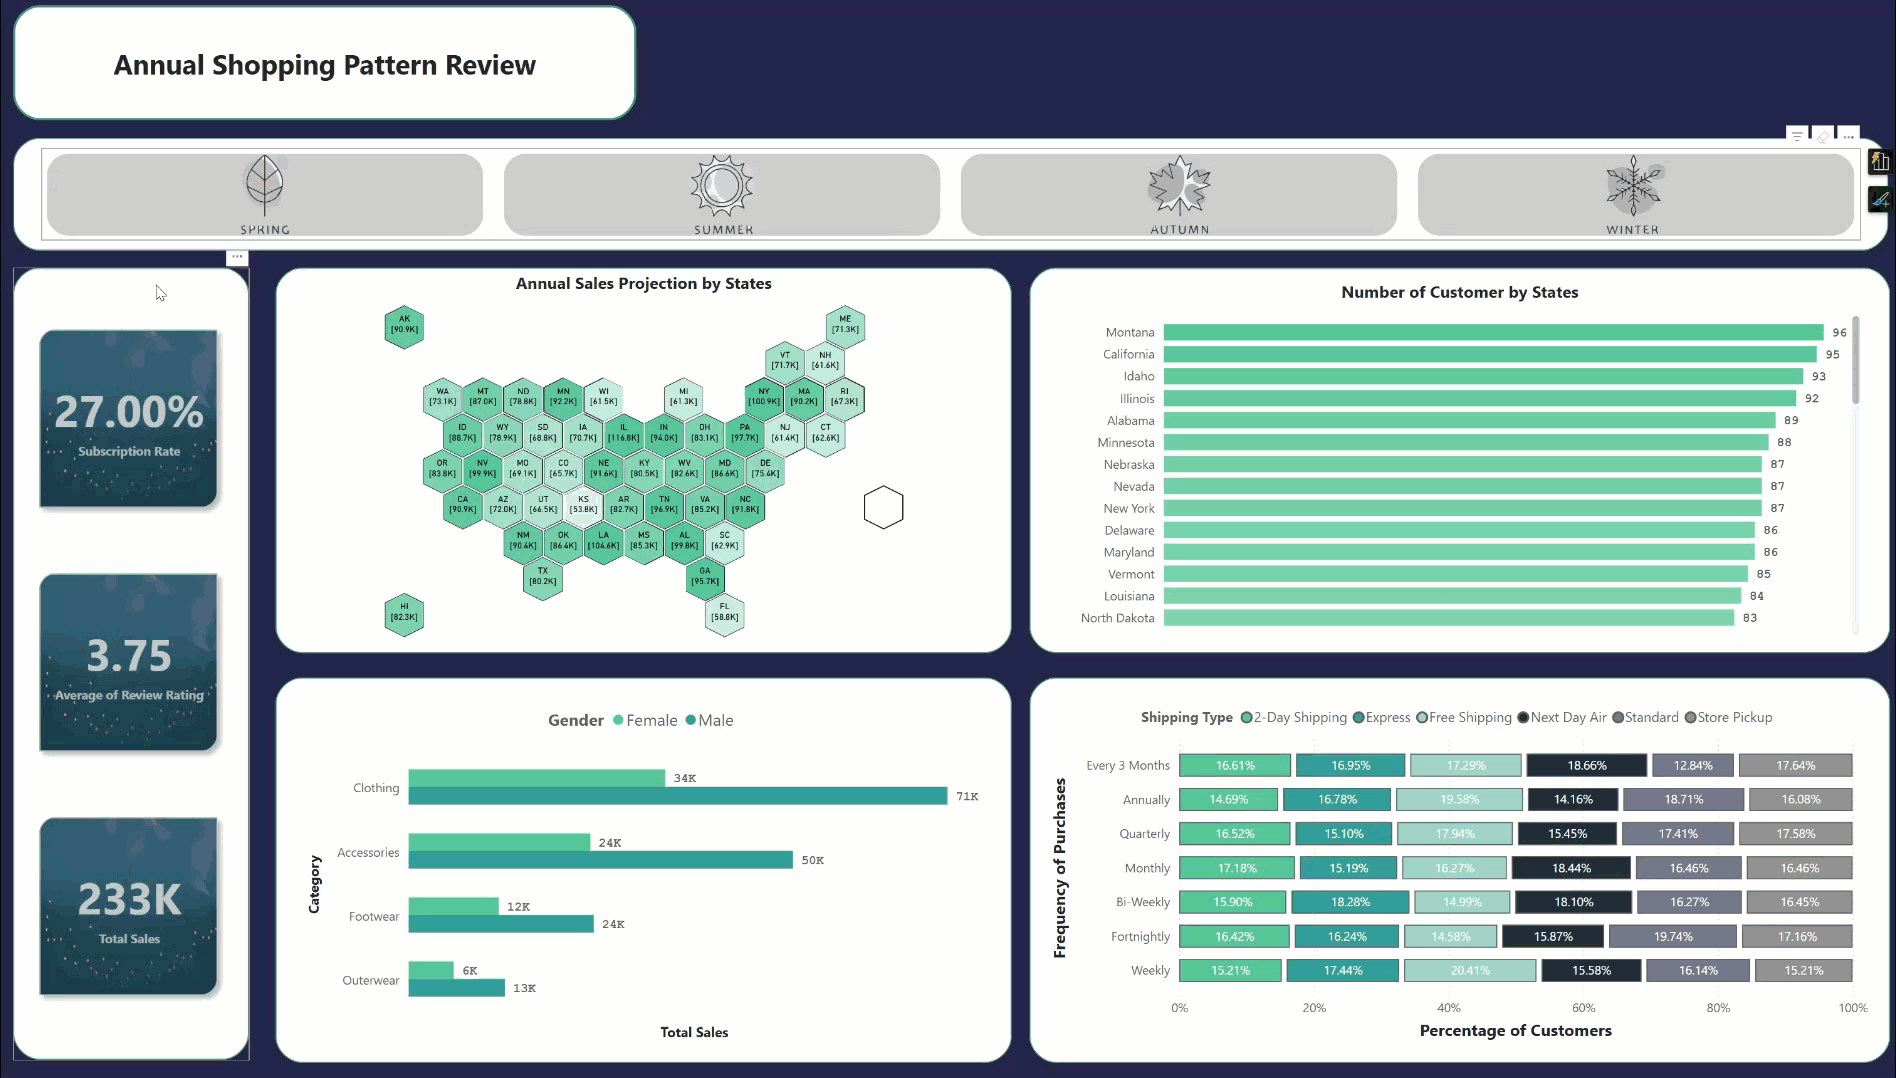 Annual Shopping Pattern Review
SPRING
SUMMER
AUTUMN
WINTER
27.00%
Subscription Rate
3.75
Average of Review Rating
233K
Total Sales
Annual Sales Projection by States
AK [90.9K]
ME [71.3K]
VT [71.7K] NH [61.6K]
WA [73.1K] MT [87.0K] ND [78.8K] MN [92.2K] WI [61.5K] MI [61.3K] NY [100.9K] MA [90.2K] RI [67.3K]
ID [88.7K] WY [78.9K] SD [68.8K] IA [70.7K] IL [116.8K] IN [94.0K] OH [83.1K] PA [97.7K] NJ [61.4K] CT [62.6K]
OR [83.8K] NV [99.9K] MO [69.1K] CO [65.7K] NE [91.6K] KY [80.5K] WV [82.6K] MD [86.6K] DE [75.4K]
CA [90.9K] AZ [72.0K] UT [66.5K] KS [53.8K] AR [82.7K] TN [96.9K] VA [85.2K] NC [91.8K]
NM [90.4K] OK [86.4K] LA [104.6K] MS [85.3K] AL [99.8K] SC [62.9K]
TX [80.2K] GA [95.7K]
HI [82.3K] FL [58.8K]
Number of Customer by States
Montana 96
California 95
Idaho 93
Illinois 92
Alabama 89
Minnesota 88
Nebraska 87
Nevada 87
New York 87
Delaware 86
Maryland 86
Vermont 85
Louisiana 84
North Dakota 83
Gender Female Male
Category
Clothing 34K 71K
Accessories 24K 50K
Footwear 12K 24K
Outerwear 6K 13K
Total Sales
Shipping Type 2-Day Shipping Express Free Shipping Next Day Air Standard Store Pickup
Frequency of Purchases
Every 3 Months 16.61% 16.95% 17.29% 18.66% 12.84% 17.64%
Annually 14.69% 16.78% 19.58% 14.16% 18.71% 16.08%
Quarterly 16.52% 15.10% 17.94% 15.45% 17.41% 17.58%
Monthly 17.18% 15.19% 16.27% 18.44% 16.46% 16.46%
Bi-Weekly 15.90% 18.28% 14.99% 18.10% 16.27% 16.45%
Fortnightly 16.42% 16.24% 14.58% 15.87% 19.74% 17.16%
Weekly 15.21% 17.44% 20.41% 15.58% 16.14% 15.21%
0% 20% 40% 60% 80% 100%
Percentage of Customers